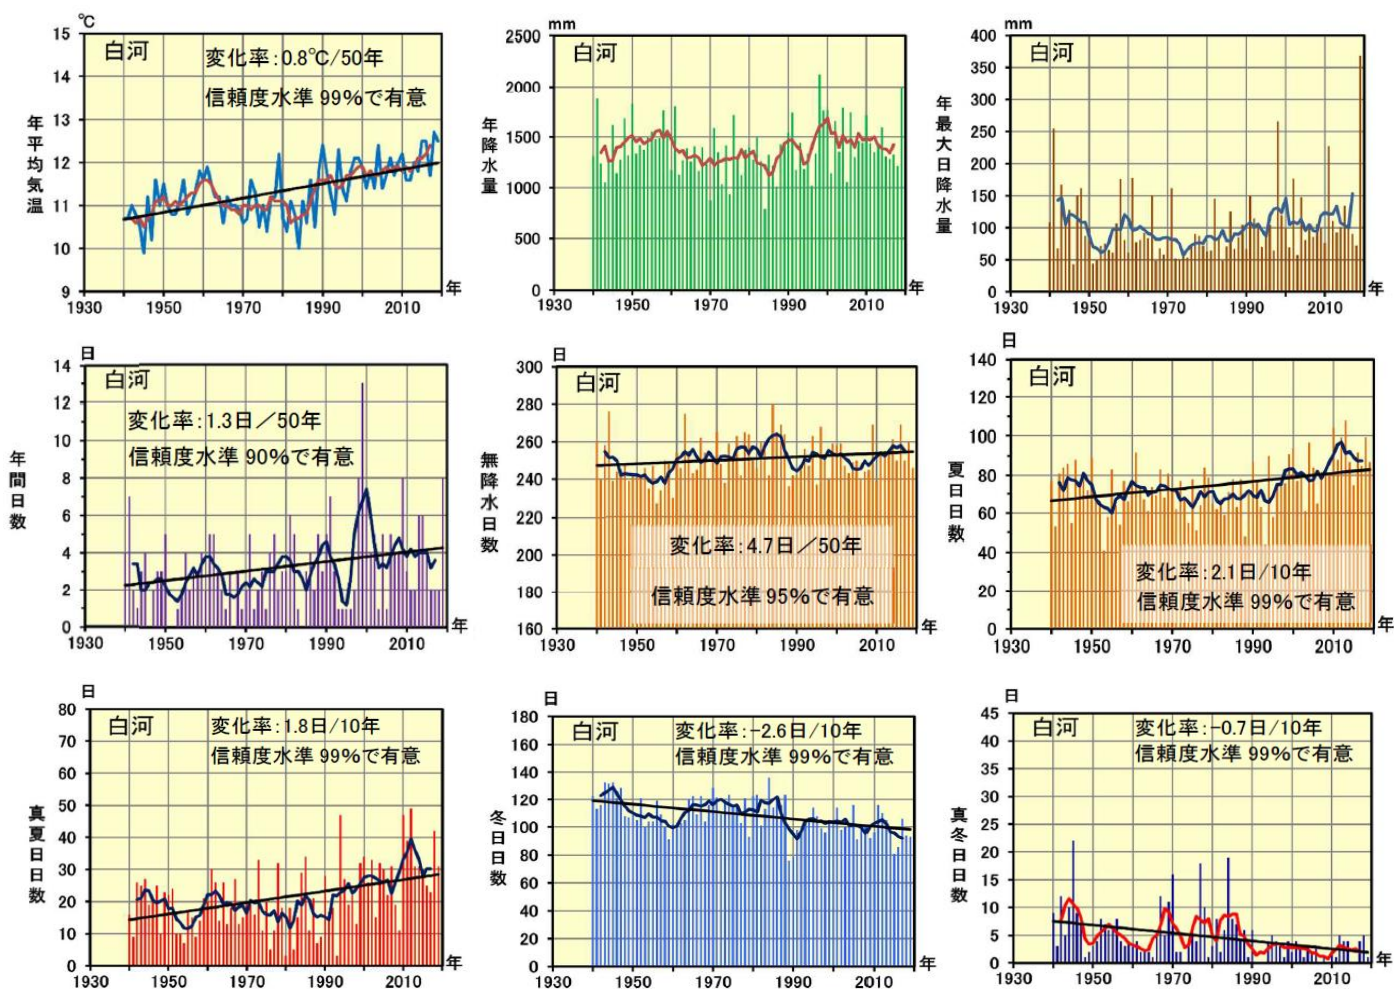 ℃
15
14
13
12
11
10
9
年平均気温
白河
変化率:0.8℃/50年
信頼度水準 99%で有意
1930 1950 1970 1990 2010
年
mm
2500
2000
1500
1000
500
0
年降水量
白河
1930 1950 1970 1990 2010
年
mm
400
350
300
250
200
150
100
50
0
年最大日降水量
白河
1930 1950 1970 1990 2010
年
日
14
12
10
8
6
4
2
0
年間日数
白河
変化率:1.3日/50年
信頼度水準 90%で有意
1930 1950 1970 1990 2010
年
日
300
280
260
240
220
200
180
160
無降水日数
白河
変化率:4.7日/50年
信頼度水準 95%で有意
1930 1950 1970 1990 2010
年
日
140
120
100
80
60
40
20
0
夏日日数
白河
変化率:2.1日/10年
信頼度水準 99%で有意
1930 1950 1970 1990 2010
年
日
80
70
60
50
40
30
20
10
0
真夏日日数
白河
変化率:1.8日/10年
信頼度水準 99%で有意
1930 1950 1970 1990 2010
年
日
180
160
140
120
100
80
60
40
20
0
冬日日数
白河
変化率:-2.6日/10年
信頼度水準 99%で有意
1930 1950 1970 1990 2010
年
日
45
40
35
30
25
20
15
10
5
0
真冬日日数
白河
変化率:-0.7日/10年
信頼度水準 99%で有意
1930 1950 1970 1990 2010
年